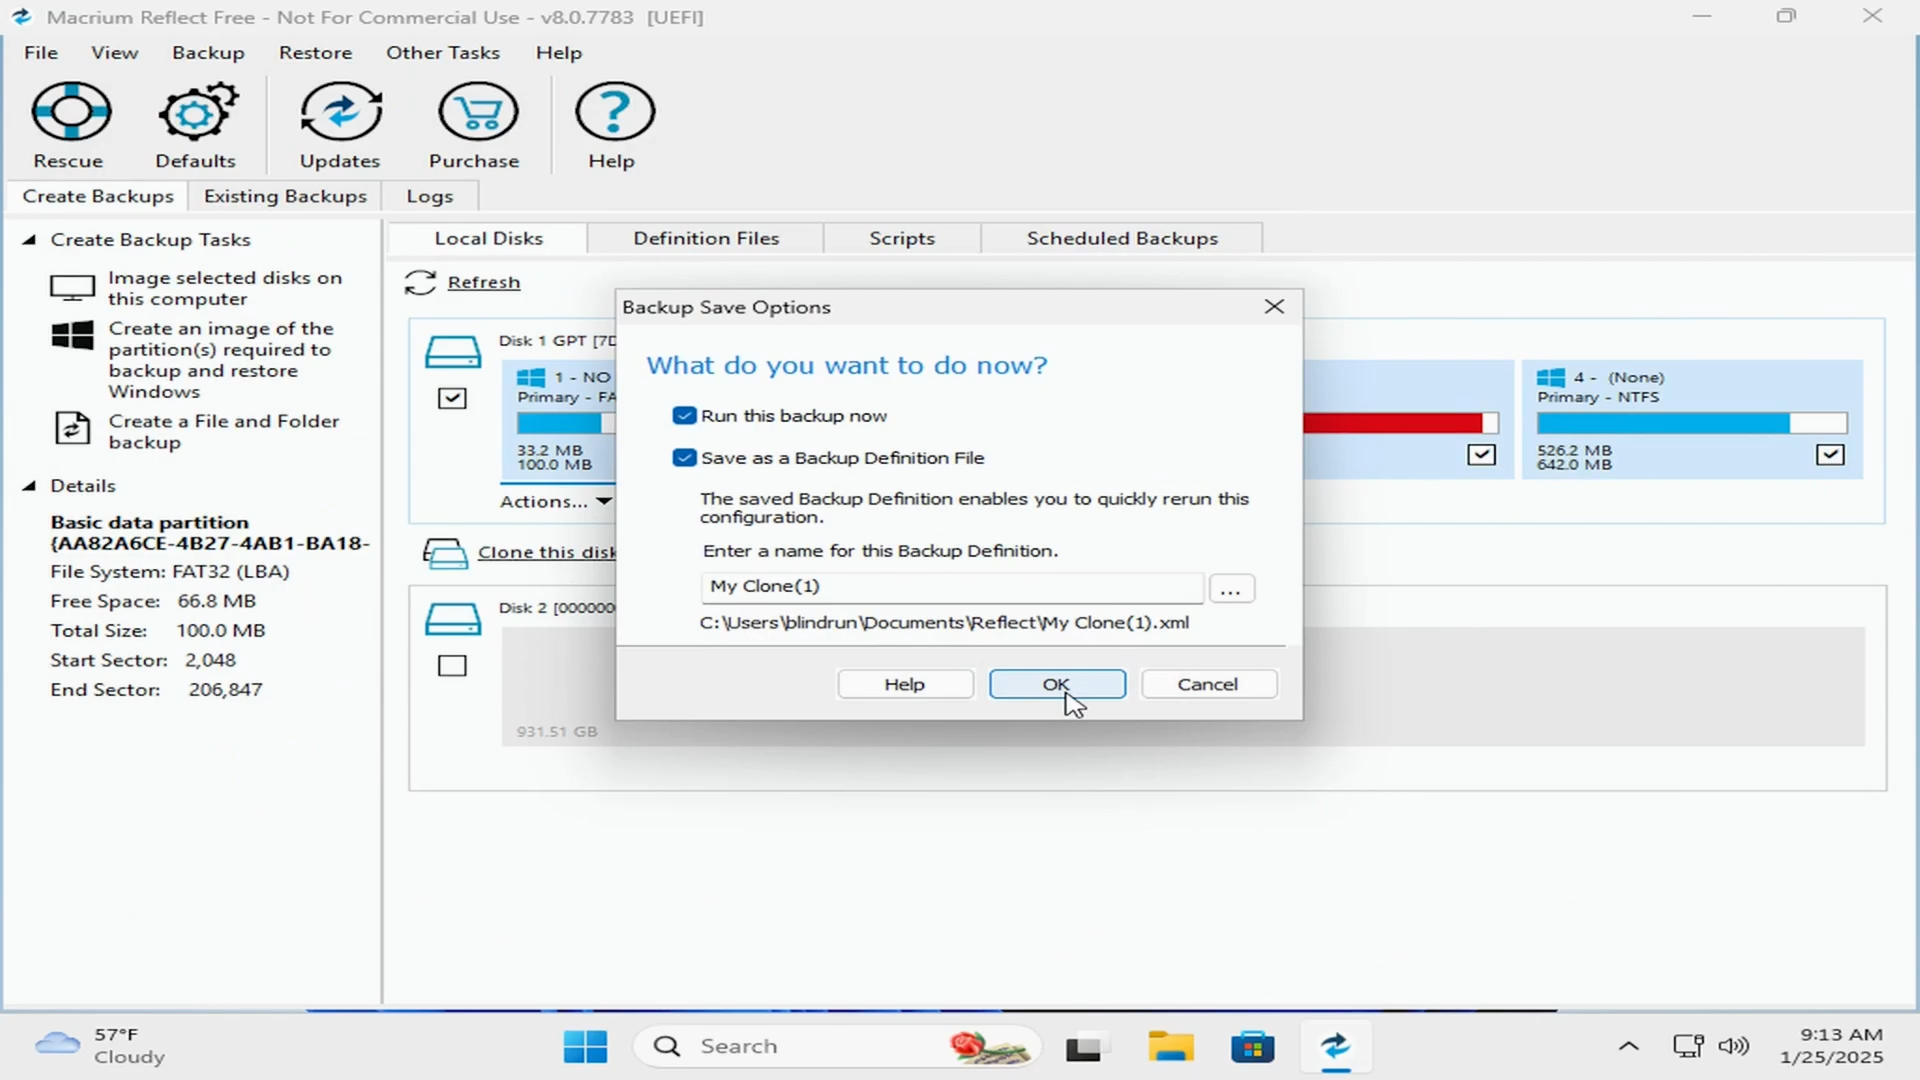 Macrium Reflect Free - Not For Commercial Use - v8.0.7783 [UEFI]
File View Backup Restore Other Tasks Help
Rescue Defaults Updates Purchase Help
Create Backups Existing Backups Logs
Create Backup Tasks
Image selected disks on
this computer
Create an image of the
partition(s) required to
backup and restore
Windows
Create a File and Folder
backup
Details
Basic data partition
{AA82A6CE-4B27-4AB1-BA18-
File System: FAT32 (LBA)
Free Space: 66.8 MB
Total Size: 100.0 MB
Start Sector: 2,048
End Sector: 206,847
Local Disks Definition Files Scripts Scheduled Backups
Refresh
Disk 1 GPT [7D
1 - NO
Primary - FA
33.2 MB
100.0 MB
Actions...
4 - (None)
Primary - NTFS
526.2 MB
642.0 MB
Clone this disk
Disk 2 [000000
931.51 GB
Backup Save Options
What do you want to do now?
Run this backup now
Save as a Backup Definition File
The saved Backup Definition enables you to quickly rerun this
configuration.
Enter a name for this Backup Definition.
My Clone(1)
...
C:\Users\blindrun\Documents\Reflect\My Clone(1).xml
Help OK Cancel
57°F
Cloudy
Search
9:13 AM
1/25/2025